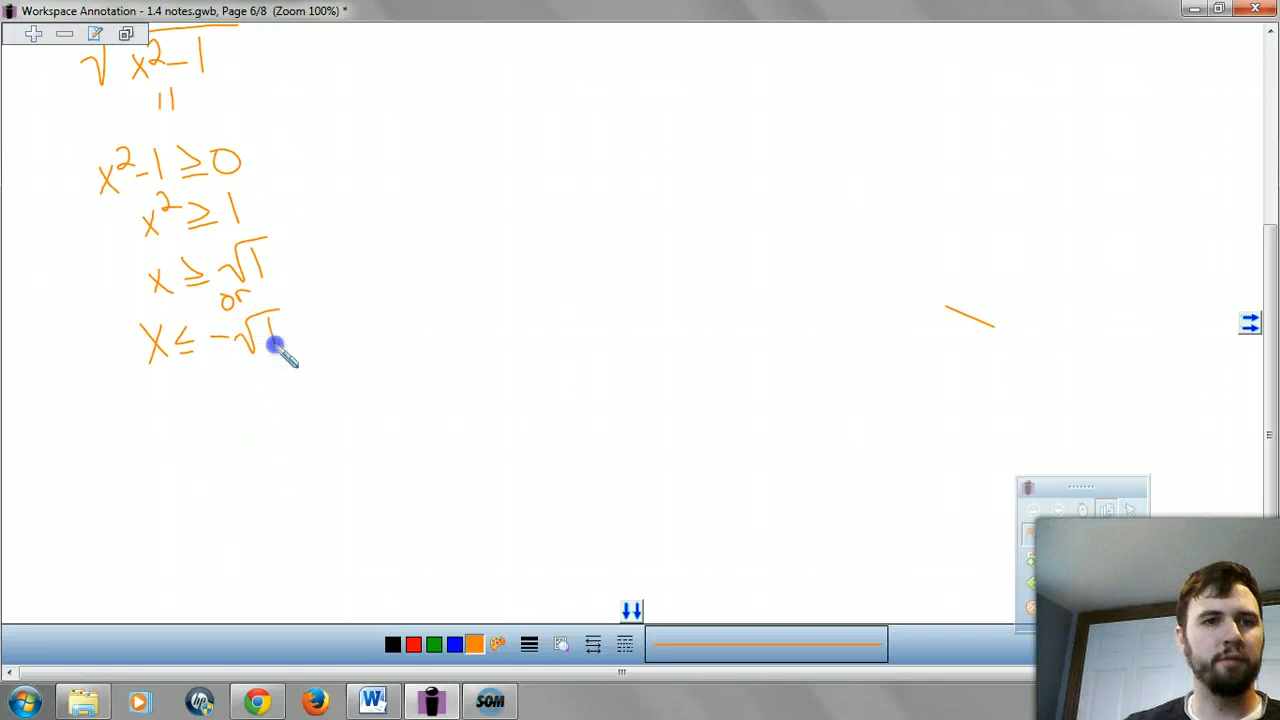 Workspace Annotation - 1.4 notes.gwb, Page 6/8 (Zoom 100%) *
√x²-1
x²-1 ≥ 0
x² ≥ 1
x ≥ √1
or
x ≤ -√1
W
SOM